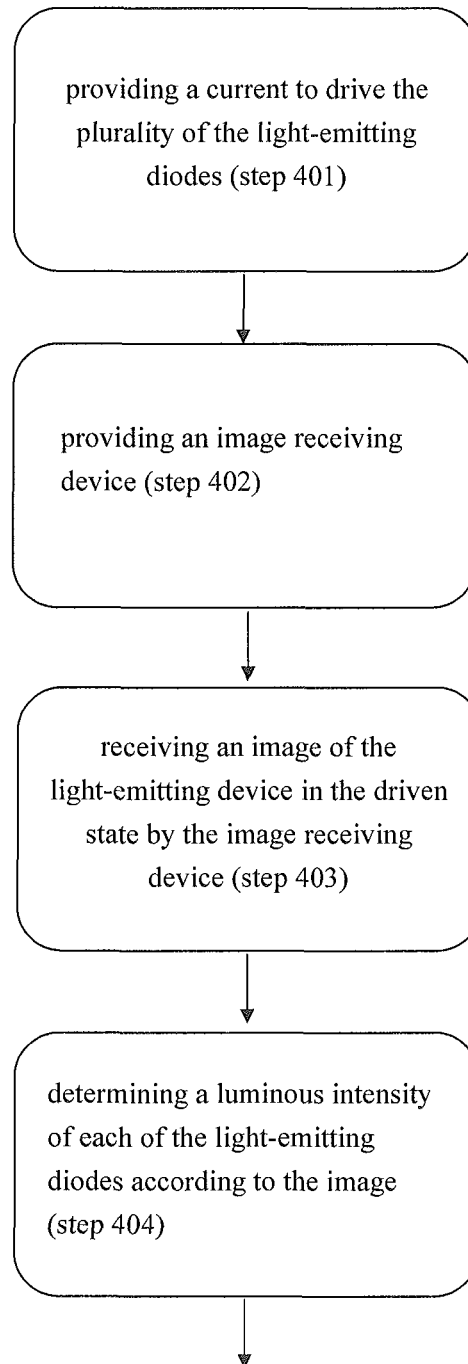 providing a current to drive the
plurality of the light-emitting
diodes (step 401)
providing an image receiving
device (step 402)
receiving an image of the
light-emitting device in the driven
state by the image receiving
device (step 403)
determining a luminous intensity
of each of the light-emitting
diodes according to the image
(step 404)